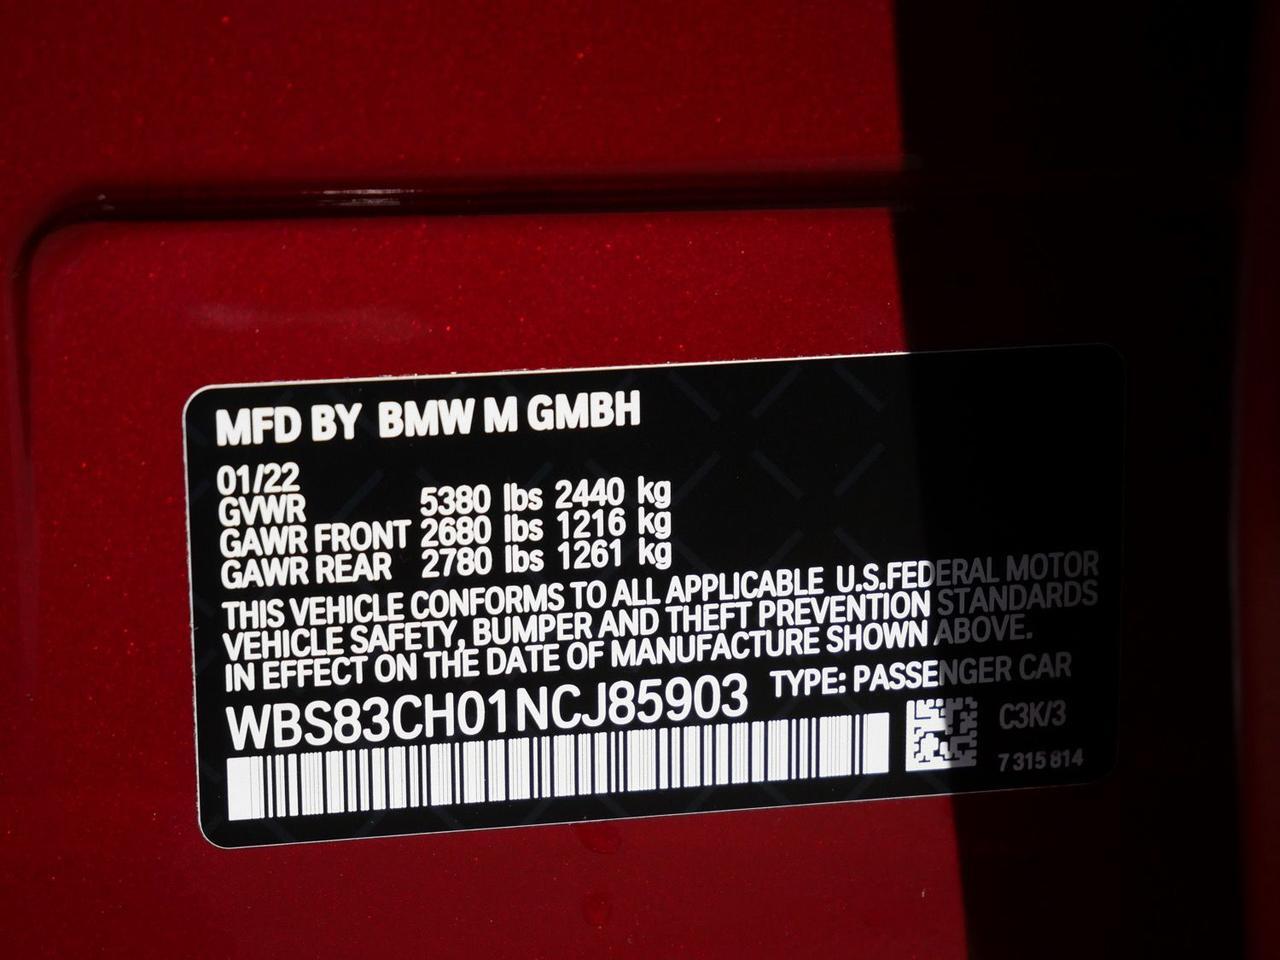 MFD BY BMW M GMBH
01/22
GVWR 5380 lbs 2440 kg
GAWR FRONT 2680 lbs 1216 kg
GAWR REAR 2780 lbs 1261 kg
THIS VEHICLE CONFORMS TO ALL APPLICABLE U.S.FEDERAL MOTOR
VEHICLE SAFETY, BUMPER AND THEFT PREVENTION STANDARDS
IN EFFECT ON THE DATE OF MANUFACTURE SHOWN ABOVE.
WBS83CH01NCJ85903 TYPE: PASSENGER CAR
C3K/3
7 315 814